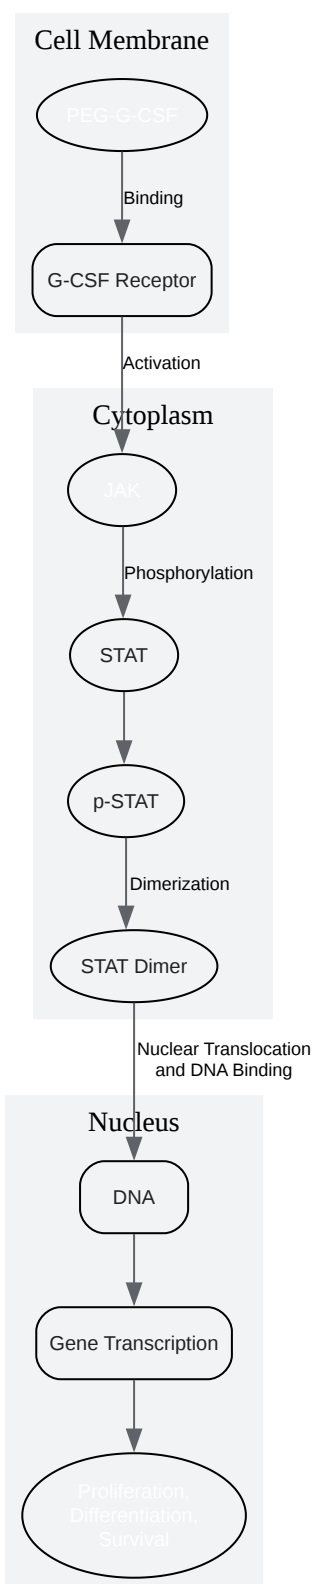 Cell Membrane
PEG-G-CSF
Binding
G-CSF Receptor
Activation
Cytoplasm
JAK
Phosphorylation
STAT
p-STAT
Dimerization
STAT Dimer
Nuclear Translocation
and DNA Binding
Nucleus
DNA
Gene Transcription
Proliferation,
Differentiation,
Survival